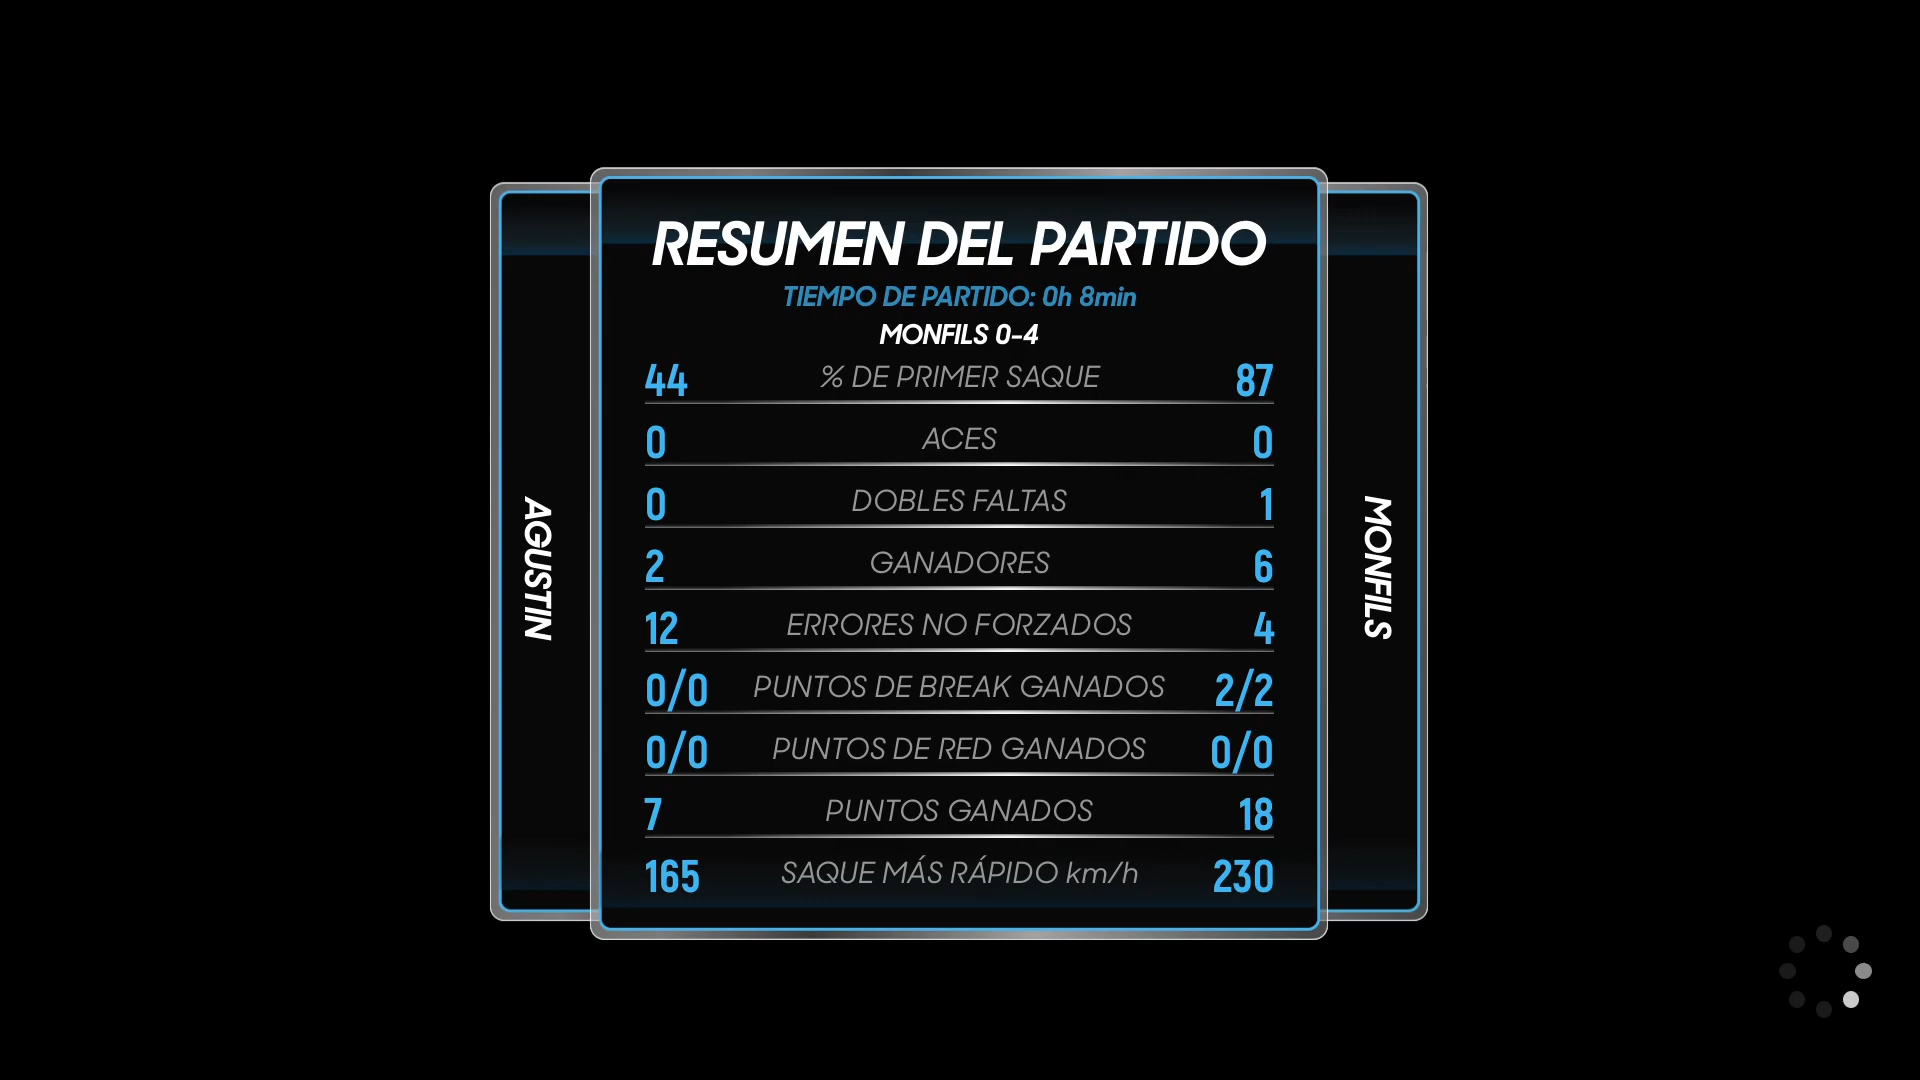 RESUMEN DEL PARTIDO
TIEMPO DE PARTIDO: 0h 8min
MONFILS 0-4
44 % DE PRIMER SAQUE 87
0 ACES 0
0 DOBLES FALTAS 1
2 GANADORES 6
12 ERRORES NO FORZADOS 4
0/0 PUNTOS DE BREAK GANADOS 2/2
0/0 PUNTOS DE RED GANADOS 0/0
7 PUNTOS GANADOS 18
165 SAQUE MÁS RÁPIDO km/h 230
AGUSTIN
MONFILS